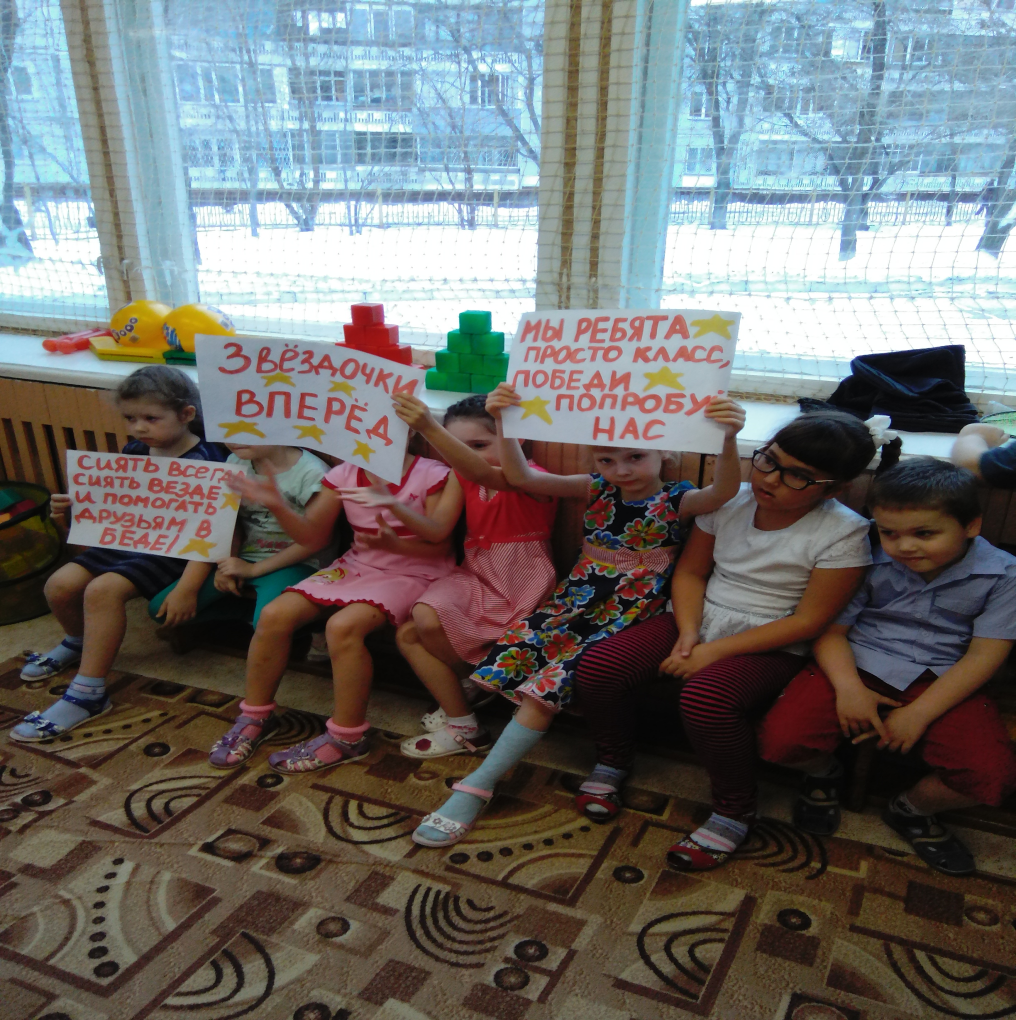 СИЯТЬ ВСЕГДА
СИЯТЬ ВЕЗДЕ
И ПОМОГАТЬ
ДРУЗЬЯМ В
БЕДЕ!
ЗВЁЗДОЧКИ
ВПЕРЁД
МЫ РЕБЯТА
ПРОСТО КЛАСС,
ПОБЕДИ
ПОПРОБУЙ
НАС